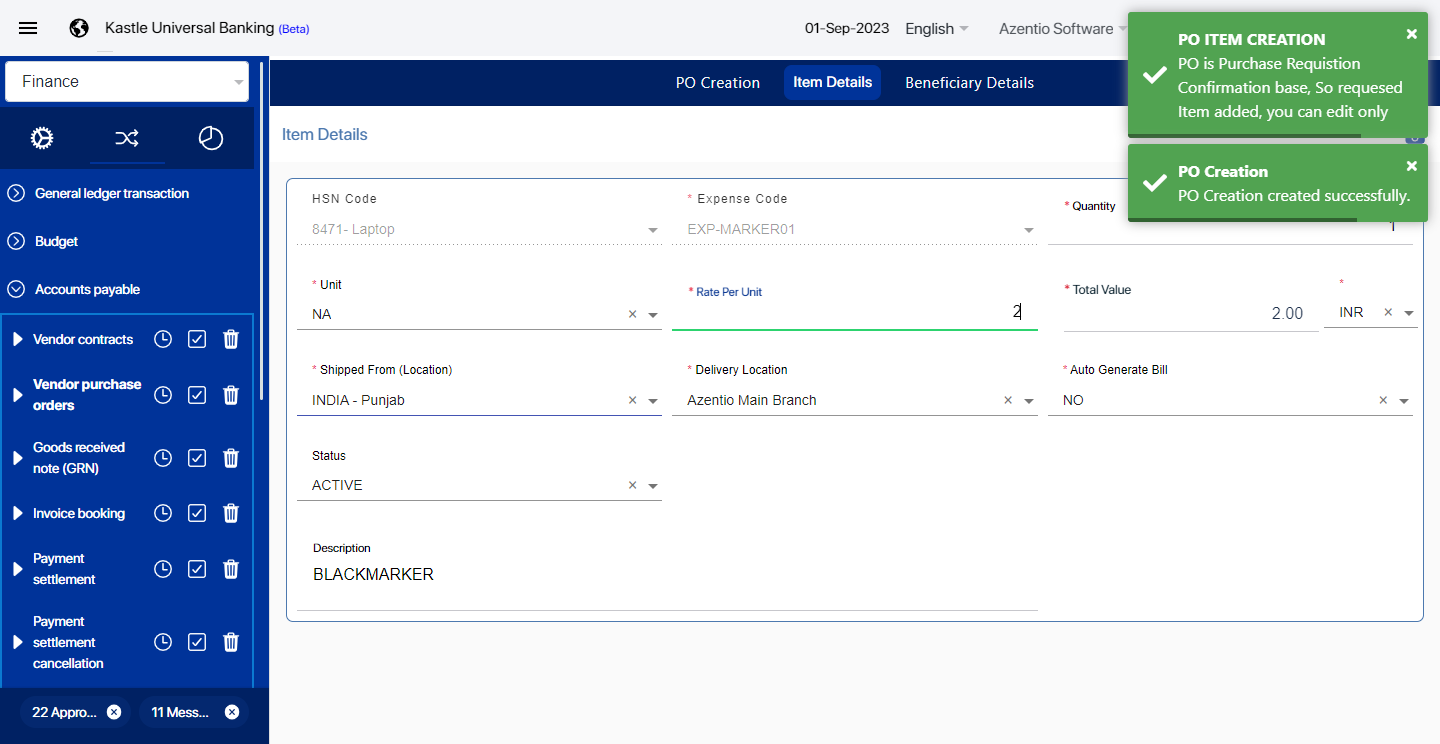 Kastle Universal Banking (Beta)
01-Sep-2023
English
Azentio Software
PO ITEM CREATION
PO is Purchase Requistion
Confirmation base, So requesed
Item added, you can edit only
PO Creation
PO Creation created successfully.
Finance
PO Creation
Item Details
Beneficiary Details
General ledger transaction
Budget
Accounts payable
Vendor contracts
Vendor purchase
orders
Goods received
note (GRN)
Invoice booking
Payment
settlement
Payment
settlement
cancellation
22 Appro...
11 Mess...
Item Details
HSN Code
8471- Laptop
* Expense Code
EXP-MARKER01
* Quantity
1
* Unit
NA
* Rate Per Unit
2
* Total Value
2.00
*
INR
* Shipped From (Location)
INDIA - Punjab
* Delivery Location
Azentio Main Branch
* Auto Generate Bill
NO
Status
ACTIVE
Description
BLACKMARKER